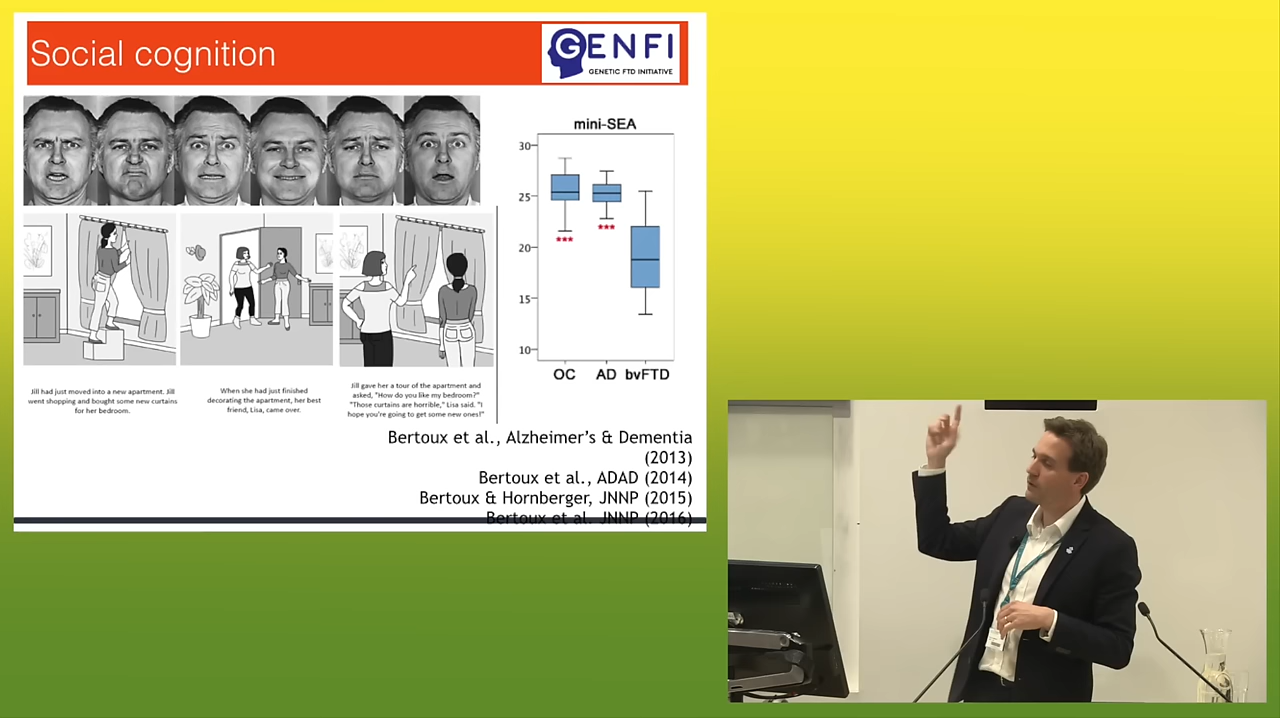 Social cognition
GENFI
GENETIC FTD INITIATIVE
mini-SEA
30
25
20
15
10
***
***
OC AD bvFTD
Jill had just moved into a new apartment. Jill
went shopping and bought some new curtains
for her bedroom.
When she had just finished
decorating the apartment, her best
friend, Lisa, came over.
Jill gave her a tour of the apartment and
asked, "How do you like my bedroom?"
"Those curtains are horrible," Lisa said. "I
hope you're going to get some new ones!"
Bertoux et al., Alzheimer's & Dementia
(2013)
Bertoux et al., ADAD (2014)
Bertoux & Hornberger, JNNP (2015)
Bertoux et al. JNNP (2016)